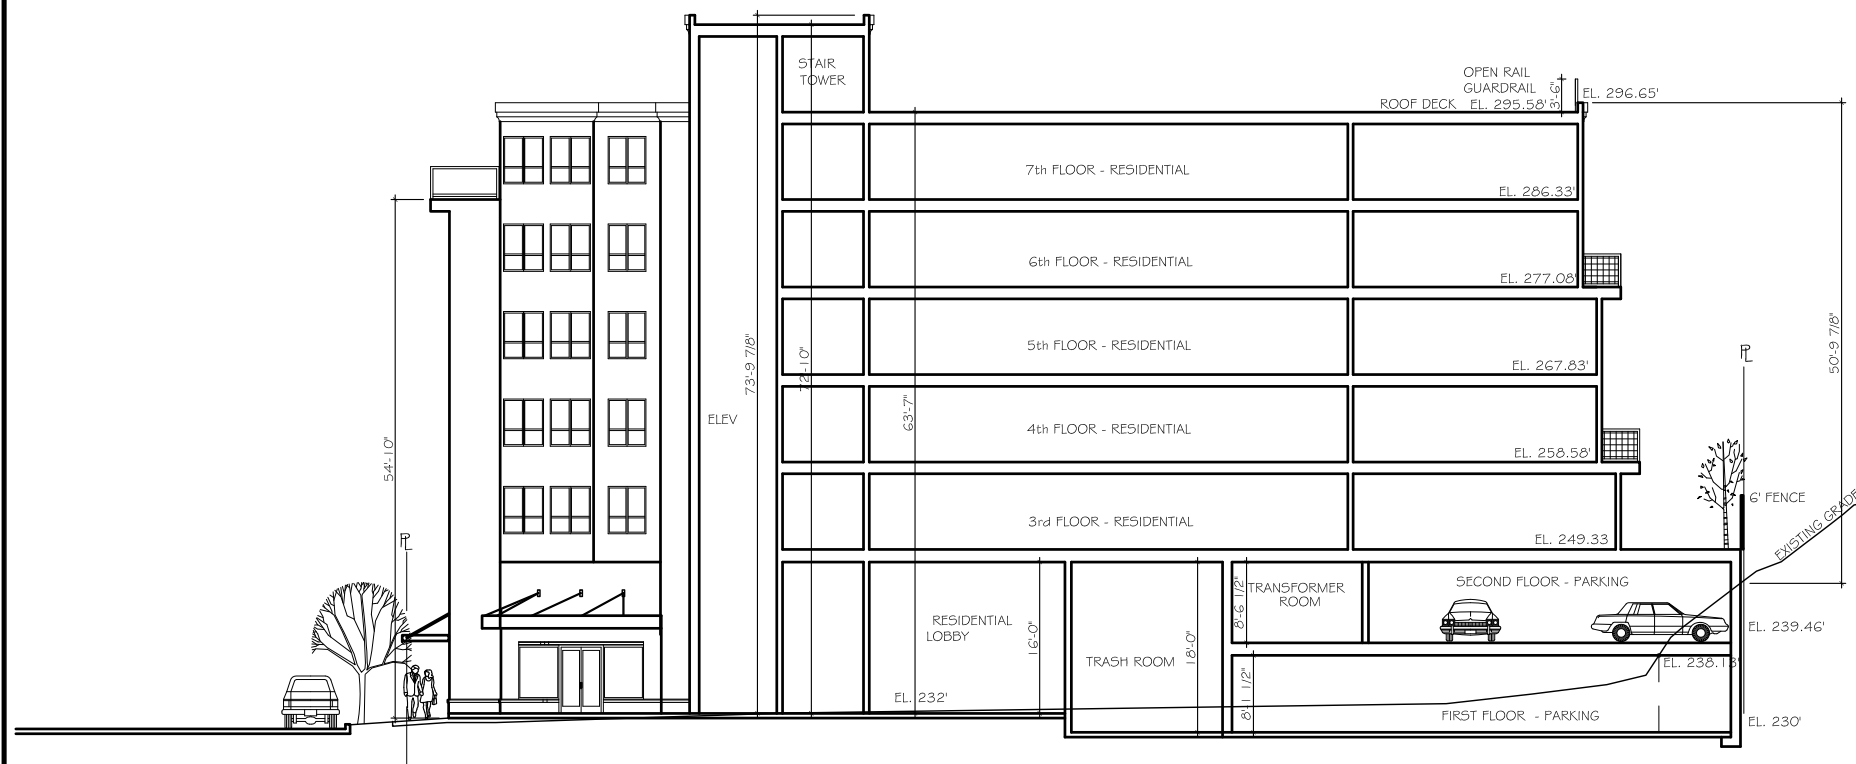 STAIR
TOWER
OPEN RAIL
GUARDRAIL
3'-6"
EL. 296.65'
ROOF DECK EL. 295.58'
7th FLOOR - RESIDENTIAL
EL. 286.33'
6th FLOOR - RESIDENTIAL
EL. 277.08'
5th FLOOR - RESIDENTIAL
EL. 267.83'
73'-9 7/8"
72'-10"
50'-9 7/8"
PL
ELEV
63'-7"
4th FLOOR - RESIDENTIAL
EL. 258.58'
54'-10"
6' FENCE
EXISTING GRADE
3rd FLOOR - RESIDENTIAL
EL. 249.33
PL
8'-6 1/2"
TRANSFORMER
ROOM
SECOND FLOOR - PARKING
RESIDENTIAL
LOBBY
16'-0"
18'-0"
EL. 239.46'
TRASH ROOM
EL. 238.13'
EL. 232'
8'-1 1/2"
FIRST FLOOR - PARKING
EL. 230'